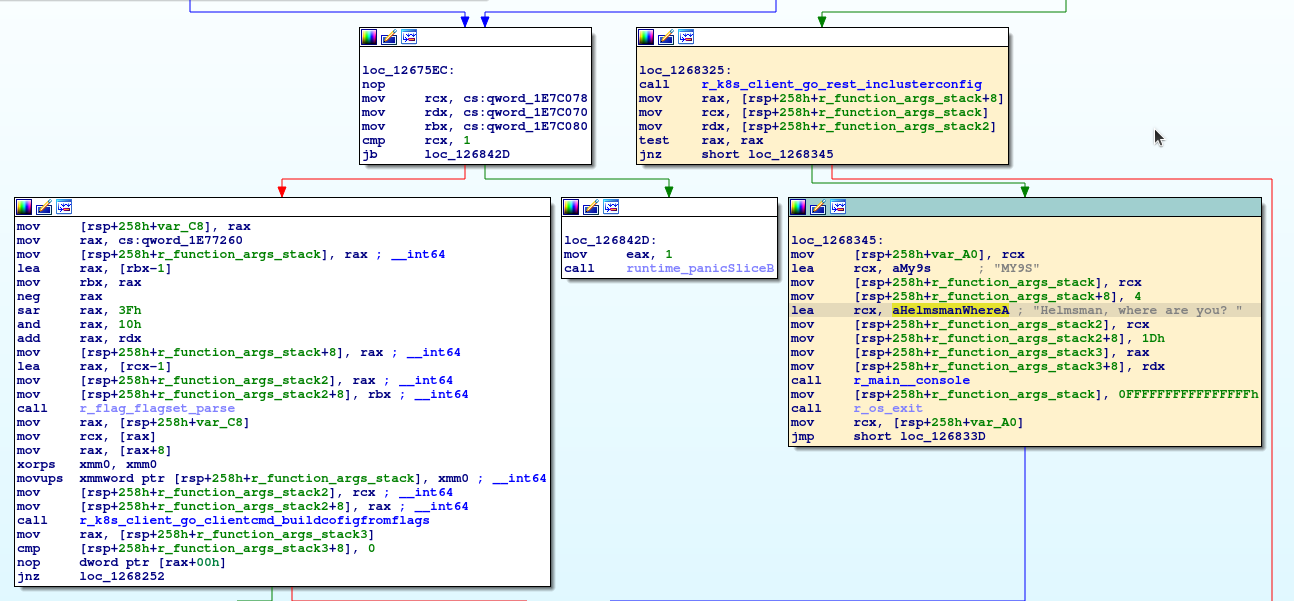 loc_12675EC:
nop
mov rcx, cs:qword_1E7C078
mov rdx, cs:qword_1E7C070
mov rbx, cs:qword_1E7C080
cmp rcx, 1
jb loc_126842D
loc_1268325:
call r_k8s_client_go_rest_inclusterconfig
mov rax, [rsp+258h+r_function_args_stack+8]
mov rcx, [rsp+258h+r_function_args_stack]
mov rdx, [rsp+258h+r_function_args_stack2]
test rax, rax
jnz short loc_1268345
mov [rsp+258h+var_C8], rax
mov rax, cs:qword_1E77260
mov [rsp+258h+r_function_args_stack], rax ; __int64
lea rax, [rbx-1]
mov rbx, rax
neg rax
sar rax, 3Fh
and rax, 10h
add rax, rdx
mov [rsp+258h+r_function_args_stack+8], rax ; __int64
lea rax, [rcx-1]
mov [rsp+258h+r_function_args_stack2], rax ; __int64
mov [rsp+258h+r_function_args_stack2+8], rbx ; __int64
call r_flag_flagset_parse
mov rax, [rsp+258h+var_C8]
mov rcx, [rax]
mov rax, [rax+8]
xorps xmm0, xmm0
movups xmmword ptr [rsp+258h+r_function_args_stack], xmm0 ; __int64
mov [rsp+258h+r_function_args_stack2], rcx ; __int64
mov [rsp+258h+r_function_args_stack2+8], rax ; __int64
call r_k8s_client_go_clientcmd_buildcofigfromflags
mov rax, [rsp+258h+r_function_args_stack3]
cmp [rsp+258h+r_function_args_stack3+8], 0
nop dword ptr [rax+00h]
jnz loc_1268252
loc_126842D:
mov eax, 1
call runtime_panicSliceB
loc_1268345:
mov [rsp+258h+var_A0], rcx
lea rcx, aMy9s ; "MY9S"
mov [rsp+258h+r_function_args_stack], rcx
mov [rsp+258h+r_function_args_stack+8], 4
lea rcx, aHelmsmanWhereA ; "Helmsman, where are you? "
mov [rsp+258h+r_function_args_stack2], rcx
mov [rsp+258h+r_function_args_stack2+8], 1Dh
mov [rsp+258h+r_function_args_stack3], rax
mov [rsp+258h+r_function_args_stack3+8], rdx
call r_main__console
mov [rsp+258h+r_function_args_stack], 0FFFFFFFFFFFFFFFFh
call r_os_exit
mov rcx, [rsp+258h+var_A0]
jmp short loc_126833D